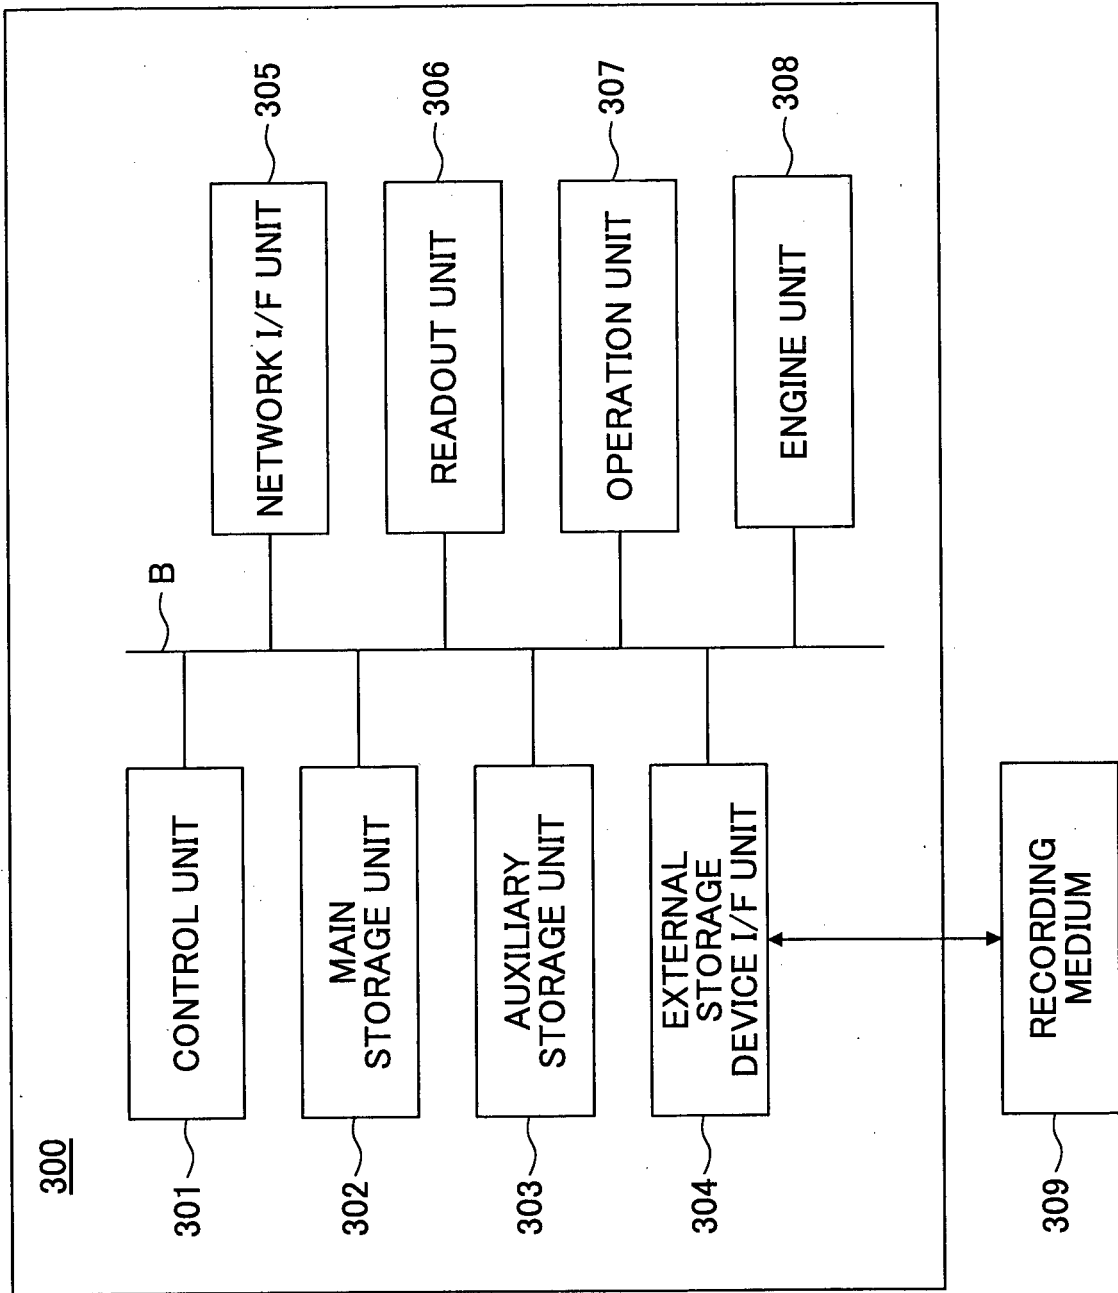 300
301
CONTROL UNIT
302
MAIN
STORAGE UNIT
303
AUXILIARY
STORAGE UNIT
304
EXTERNAL
STORAGE
DEVICE I/F UNIT
B
NETWORK I/F UNIT
305
READOUT UNIT
306
OPERATION UNIT
307
ENGINE UNIT
308
309
RECORDING
MEDIUM